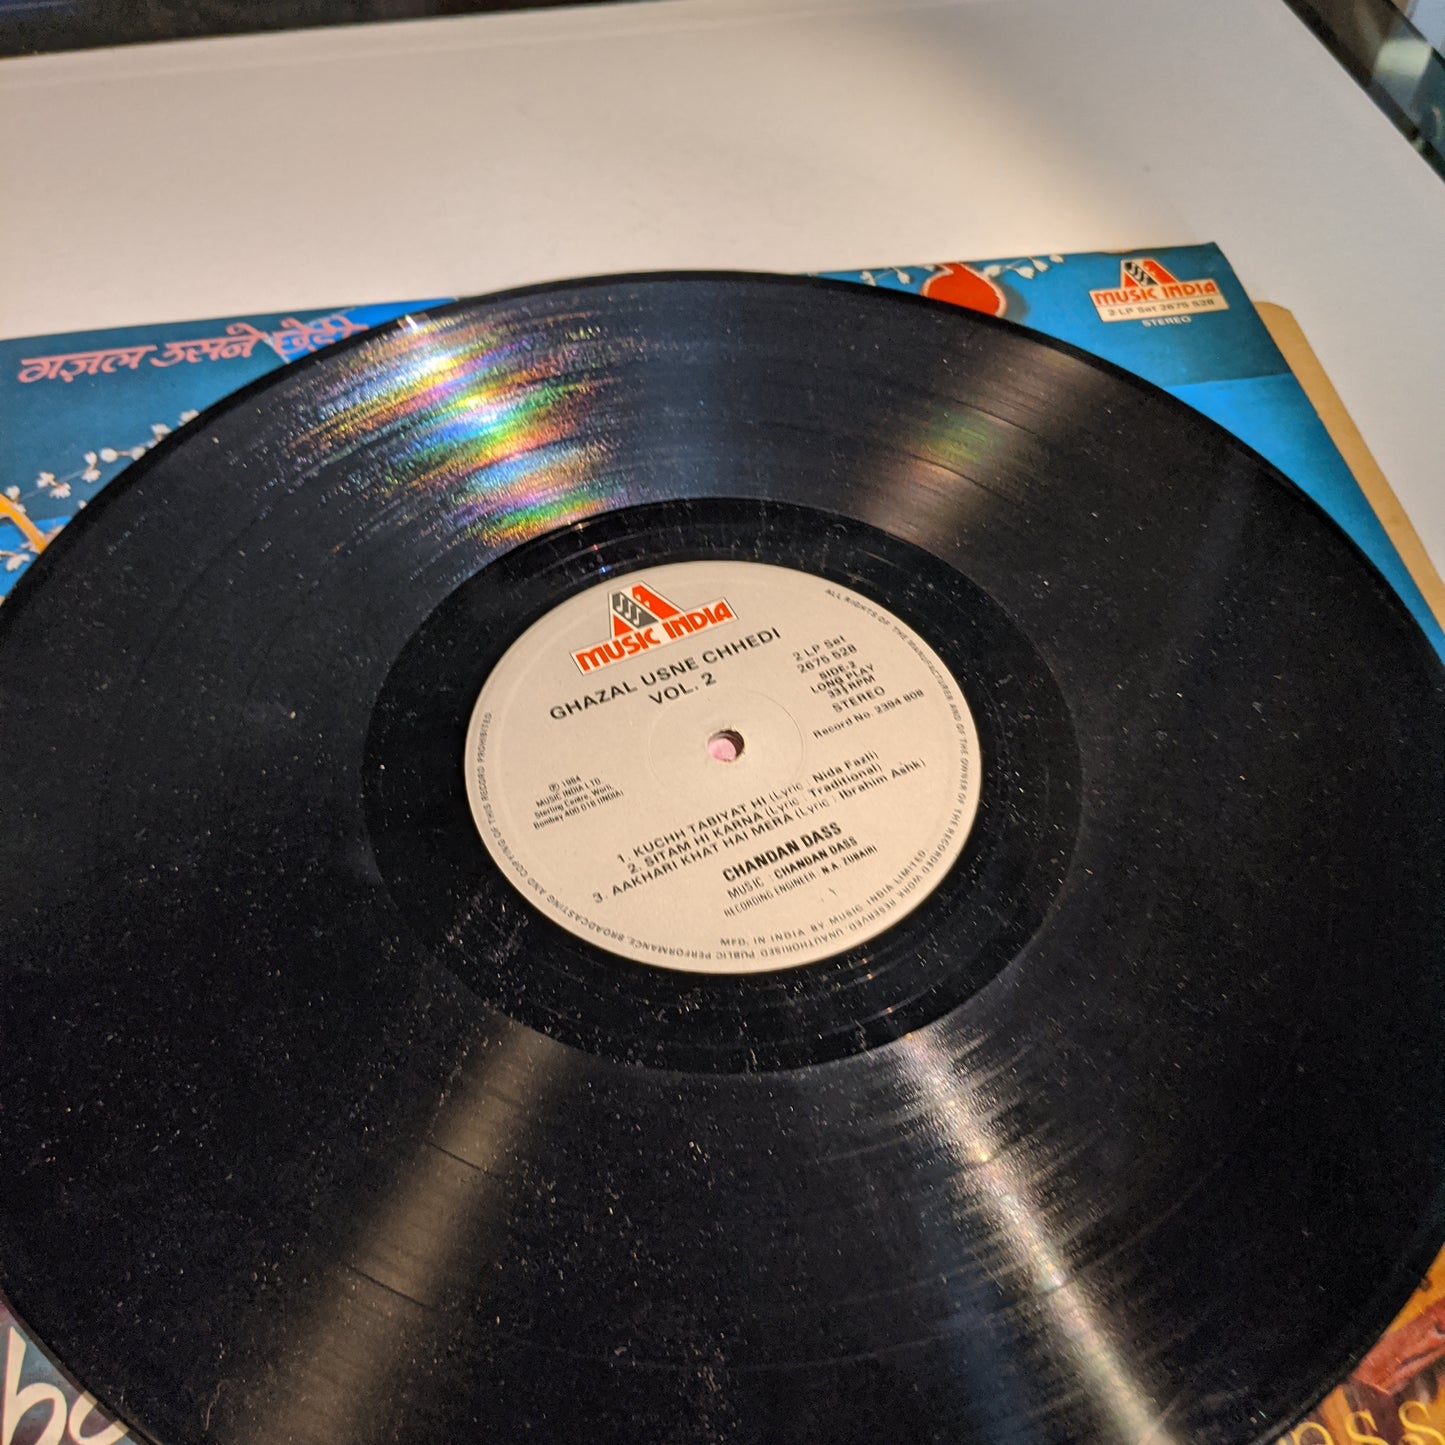 ग़ज़ल उसने छेड़ी
MUSIC INDIA
2 LP Set 2675 528
STEREO
MUSIC INDIA
GHAZAL USNE CHHEDI
VOL. 2
2 LP Set
2675 528
SIDE-2
LONG PLAY
33⅓ RPM
STEREO
Record No. 2394 808
℗ 1984
MUSIC INDIA LTD.
Sterling Centre, Worli,
Bombay 400 018 (INDIA)
1. KUCHH TABIYAT HI (Lyric : Nida Fazli)
2. SITAM HI KARNA (Lyric : Traditional)
3. AAKHARI KHAT HAI MERA (Lyric : Ibrahim Ashk)
CHANDAN DASS
MUSIC : CHANDAN DASS
RECORDING ENGINEER : N.A. ZUBAIRI
ALL RIGHTS OF THE MANUFACTURER AND OF THE OWNER OF THE RECORDED WORK RESERVED. UNAUTHORISED PUBLIC PERFORMANCE, BROADCASTING AND COPYING OF THIS RECORD PROHIBITED.
MFD. IN INDIA BY MUSIC INDIA LIMITED.